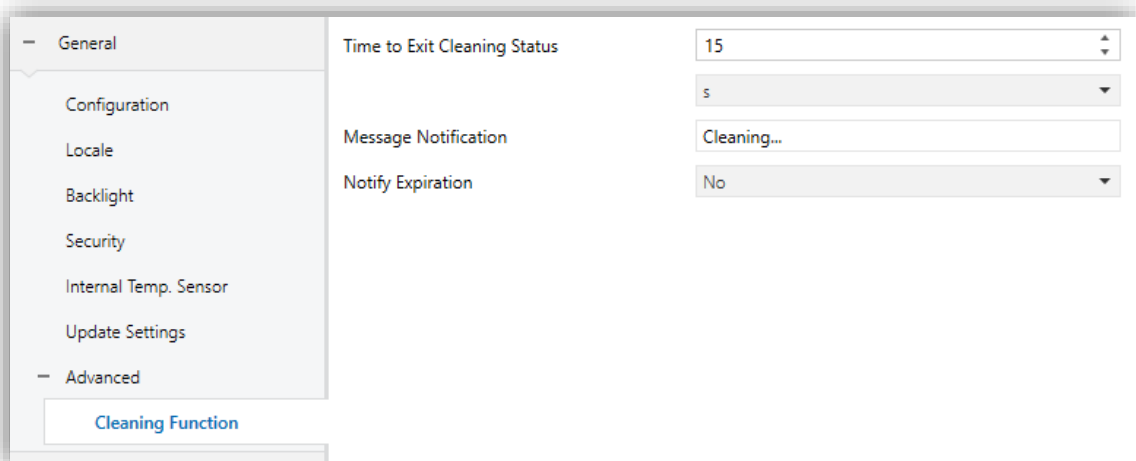 − General
Configuration
Locale
Backlight
Security
Internal Temp. Sensor
Update Settings
− Advanced
Cleaning Function
Time to Exit Cleaning Status 15
s
Message Notification Cleaning...
Notify Expiration No